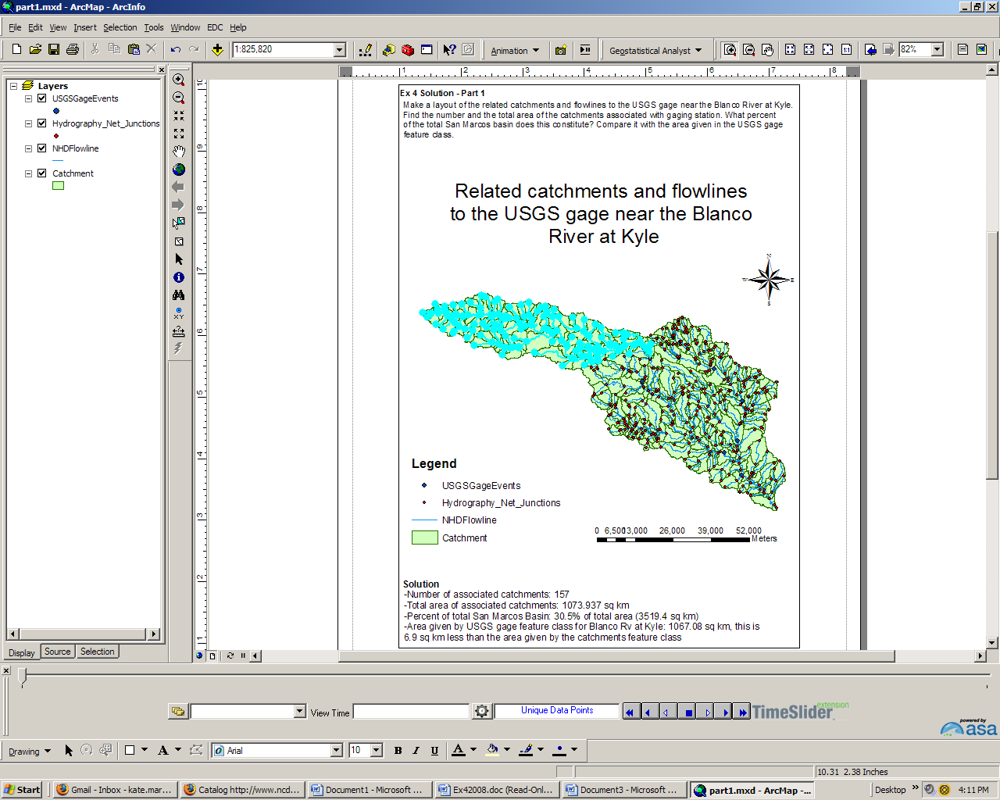 part1.mxd - ArcMap - ArcInfo
File Edit View Insert Selection Tools Window EDC Help
1:825,820
Animation
Geostatistical Analyst
82%
Layers
USGSGageEvents
Hydrography_Net_Junctions
NHDFlowline
Catchment
Display Source Selection
1 2 3 4 5 6 7 8
Ex 4 Solution - Part 1
Make a layout of the related catchments and flowlines to the USGS gage near the Blanco River at Kyle.
Find the number and the total area of the catchments associated with gaging station. What percent
of the total San Marcos basin does this constitute? Compare it with the area given in the USGS gage
feature class.
Related catchments and flowlines
to the USGS gage near the Blanco
River at Kyle
N
W E
S
Legend
USGSGageEvents
Hydrography_Net_Junctions
NHDFlowline
Catchment
0 6,500 13,000 26,000 39,000 52,000
Meters
Solution
-Number of associated catchments: 157
-Total area of associated catchments: 1073.937 sq km
-Percent of total San Marcos Basin: 30.5% of total area (3519.4 sq km)
-Area given by USGS gage feature class for Blanco Rv at Kyle: 1067.08 sq km, this is
6.9 sq km less than the area given by the catchments feature class
View Time
Unique Data Points
TimeSlider extension
powered by
asa
Drawing
A
Arial
10
B I U A
10.31 2.38 Inches
Start
Gmail - Inbox - kate.mar...
Catalog http://www.ncd...
Document1 - Microsoft ...
Ex42008.doc (Read-Onl...
Document3 - Microsoft ...
part1.mxd - ArcMap -...
Desktop
4:11 PM